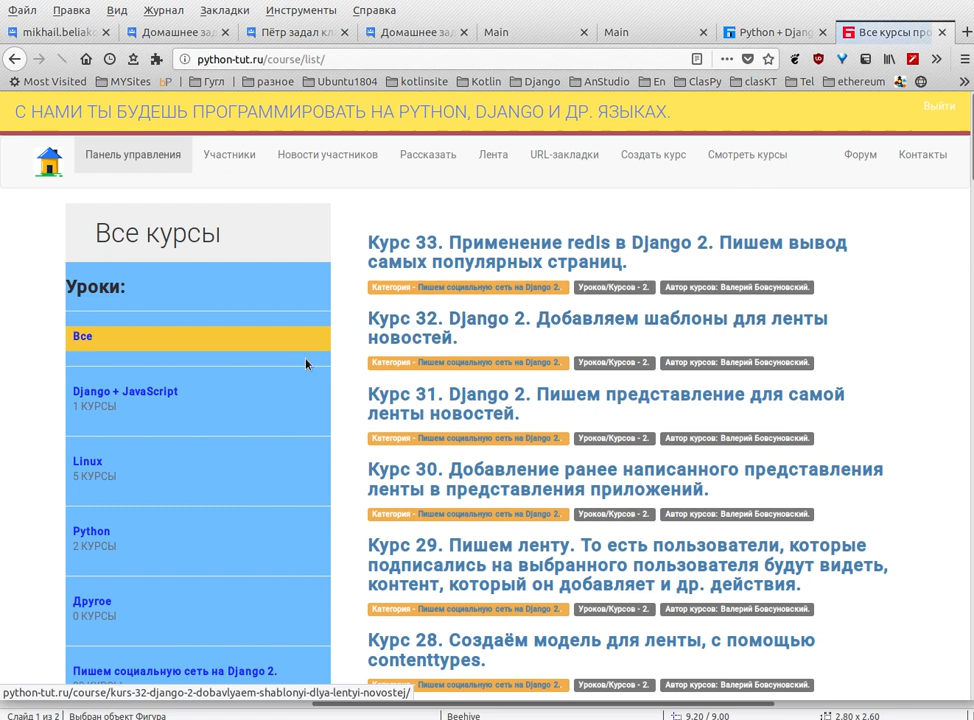 Файл Правка Вид Журнал Закладки Инструменты Справка
mikhail.beliak Домашнее зад Пётр задал кл Домашнее зад Main Main Python + Djang Все курсы про
python-tut.ru/course/list/
Most Visited MYSites bP Гугл разное Ubuntu1804 kotlinsite Kotlin Django AnStudio En ClasPy clasKT Tel ethereum
С НАМИ ТЫ БУДЕШЬ ПРОГРАММИРОВАТЬ НА PYTHON, DJANGO И ДР. ЯЗЫКАХ.
Выйти
Панель управления Участники Новости участников Рассказать Лента URL-закладки Создать курс Смотреть курсы Форум Контакты
Все курсы
Уроки:
Все
Django + JavaScript
1 КУРСЫ
Linux
5 КУРСЫ
Python
2 КУРСЫ
Другое
0 КУРСЫ
Пишем социальную сеть на Django 2.
Курс 33. Применение redis в Django 2. Пишем вывод
самых популярных страниц.
Категория - Пишем социальную сеть на Django 2. Уроков/Курсов - 2. Автор курсов: Валерий Бовсуновский.
Курс 32. Django 2. Добавляем шаблоны для ленты
новостей.
Категория - Пишем социальную сеть на Django 2. Уроков/Курсов - 2. Автор курсов: Валерий Бовсуновский.
Курс 31. Django 2. Пишем представление для самой
ленты новостей.
Категория - Пишем социальную сеть на Django 2. Уроков/Курсов - 2. Автор курсов: Валерий Бовсуновский.
Курс 30. Добавление ранее написанного представления
ленты в представления приложений.
Категория - Пишем социальную сеть на Django 2. Уроков/Курсов - 2. Автор курсов: Валерий Бовсуновский.
Курс 29. Пишем ленту. То есть пользователи, которые
подписались на выбранного пользователя будут видеть,
контент, который он добавляет и др. действия.
Категория - Пишем социальную сеть на Django 2. Уроков/Курсов - 2. Автор курсов: Валерий Бовсуновский.
Курс 28. Создаём модель для ленты, с помощью
contenttypes.
Категория - Пишем социальную сеть на Django 2. Уроков/Курсов - 2. Автор курсов: Валерий Бовсуновский.
python-tut.ru/course/kurs-32-django-2-dobavlyaem-shablonyi-dlya-lentyi-novostej/
Слайд 1 из 2 Выбран объект Фигура Beehive 9.20 / 9.00 2.80 x 2.60